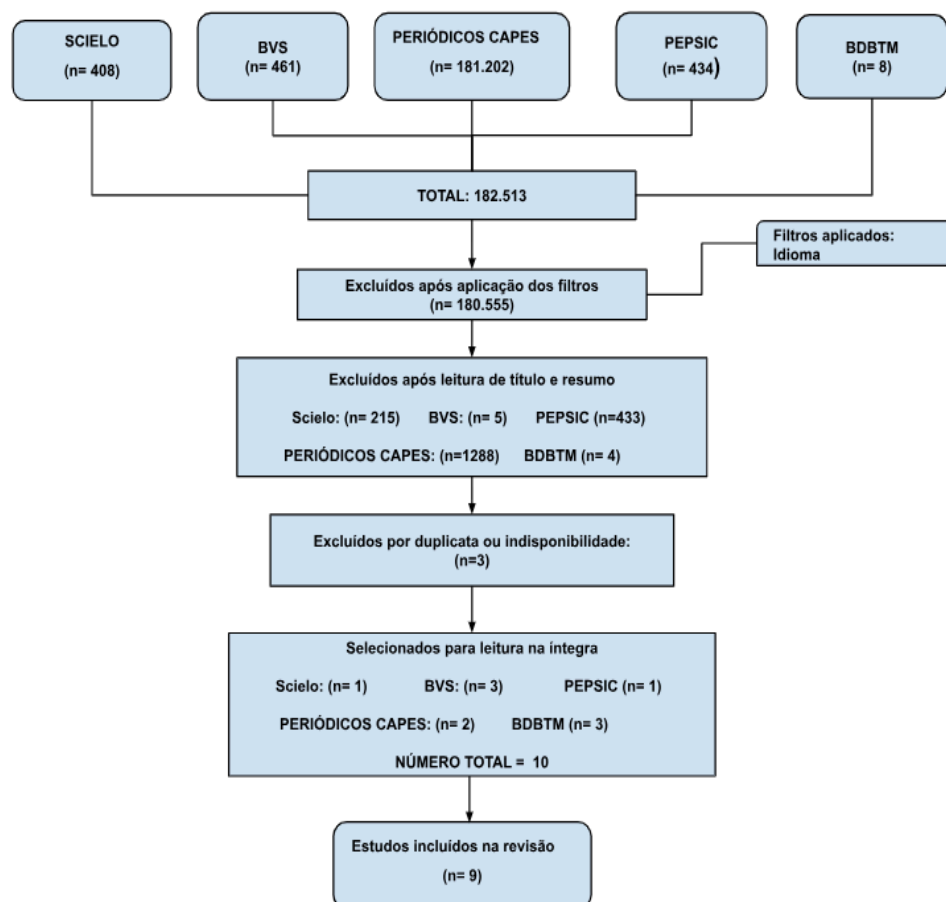 SCIELO
(n= 408)
BVS
(n= 461)
PERIÓDICOS CAPES
(n= 181.202)
PEPSIC
(n= 434)
BDBTM
(n= 8)
TOTAL: 182.513
Filtros aplicados:
Idioma
Excluídos após aplicação dos filtros
(n= 180.555)
Excluídos após leitura de título e resumo
Scielo: (n= 215) BVS: (n= 5) PEPSIC (n=433)
PERIÓDICOS CAPES: (n=1288) BDBTM (n= 4)
Excluídos por duplicata ou indisponibilidade:
(n=3)
Selecionados para leitura na íntegra
Scielo: (n= 1) BVS: (n= 3) PEPSIC (n= 1)
PERIÓDICOS CAPES: (n= 2) BDBTM (n= 3)
NÚMERO TOTAL = 10
Estudos incluídos na revisão
(n= 9)